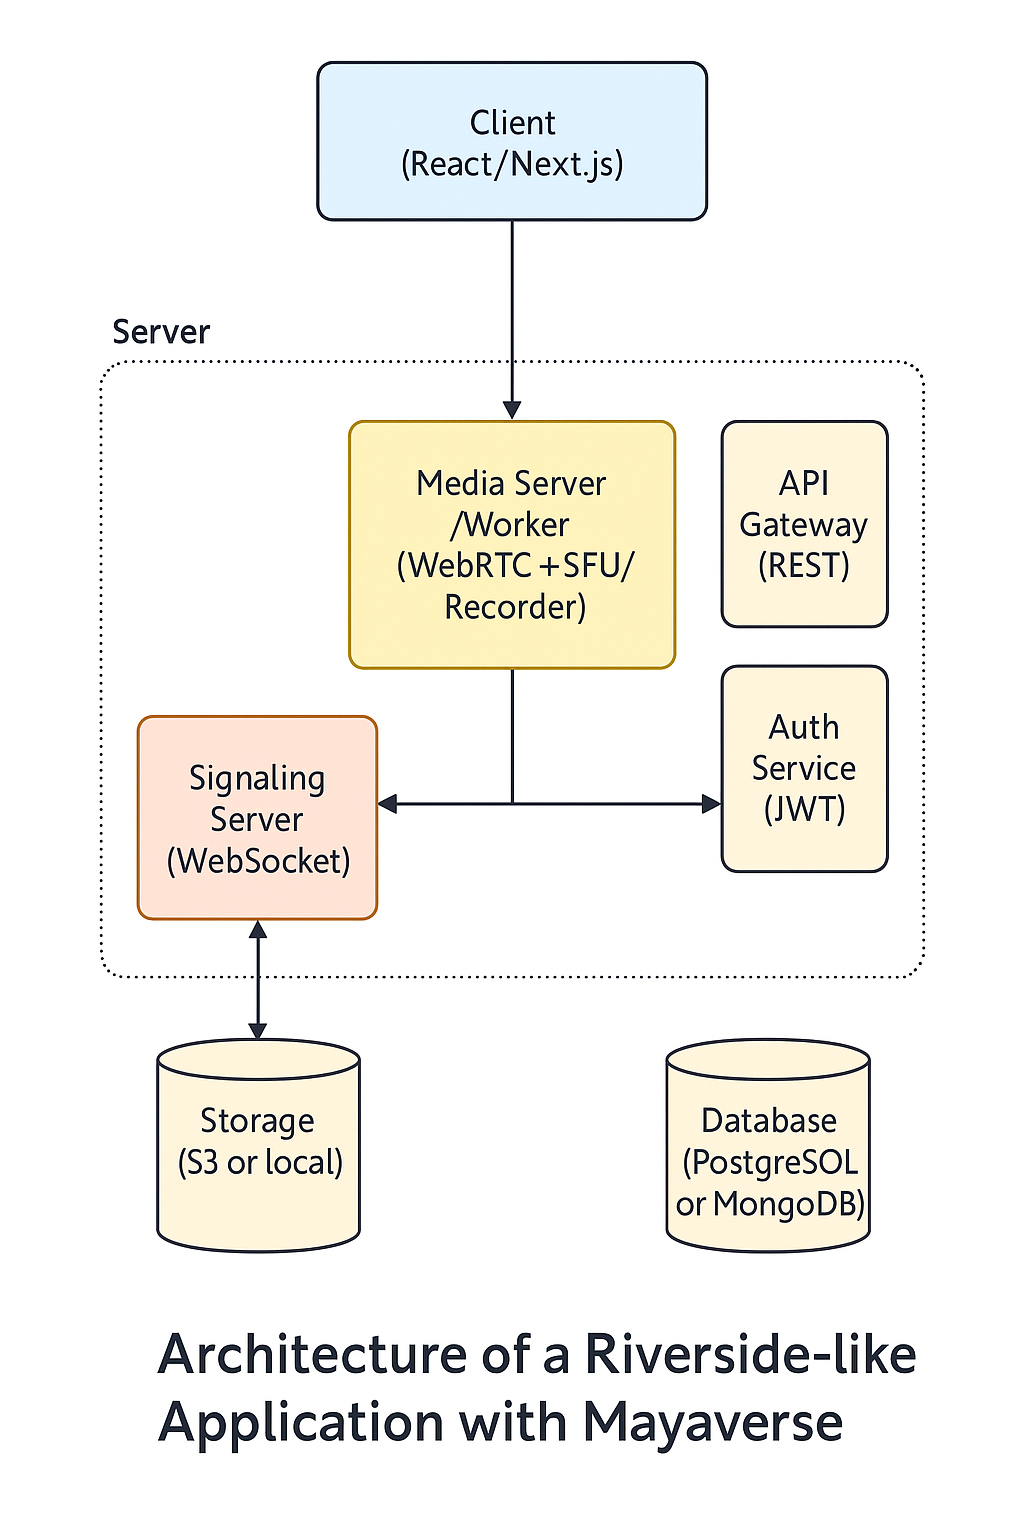 Client
(React/Next.js)
Server
Media Server
/Worker
(WebRTC +SFU/
Recorder)
API
Gateway
(REST)
Auth
Service
(JWT)
Signaling
Server
(WebSocket)
Storage
(S3 or local)
Database
(PostgreSOL
or MongoDB)
Architecture of a Riverside-like
Application with Mayaverse